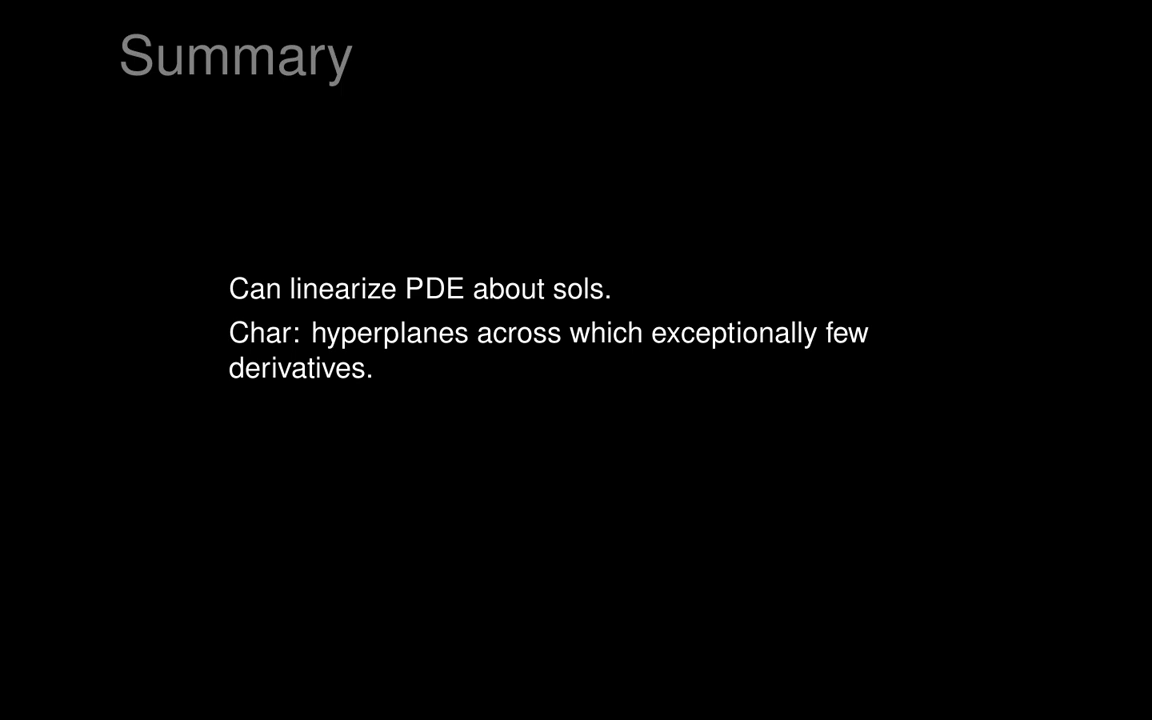 Summary
Can linearize PDE about sols.
Char: hyperplanes across which exceptionally few
derivatives.